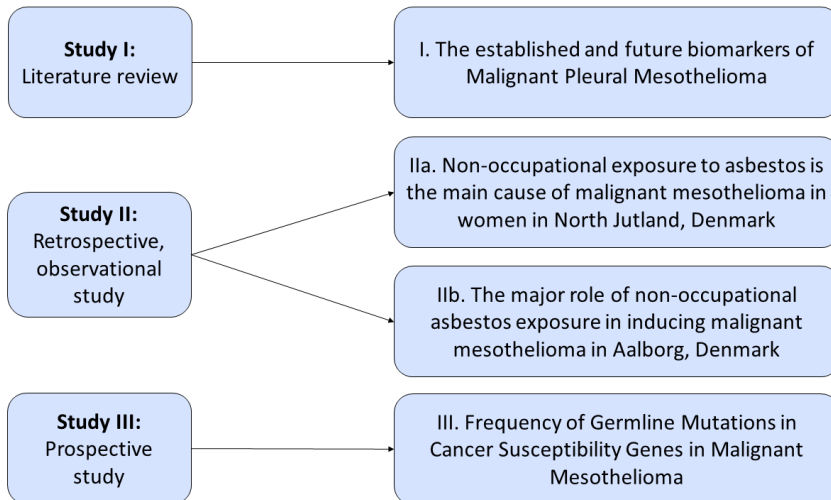 Study I:
Literature review
I. The established and future biomarkers of
Malignant Pleural Mesothelioma
Study II:
Retrospective,
observational
study
IIa. Non-occupational exposure to asbestos is
the main cause of malignant mesothelioma in
women in North Jutland, Denmark
IIb. The major role of non-occupational
asbestos exposure in inducing malignant
mesothelioma in Aalborg, Denmark
Study III:
Prospective
study
III. Frequency of Germline Mutations in
Cancer Susceptibility Genes in Malignant
Mesothelioma